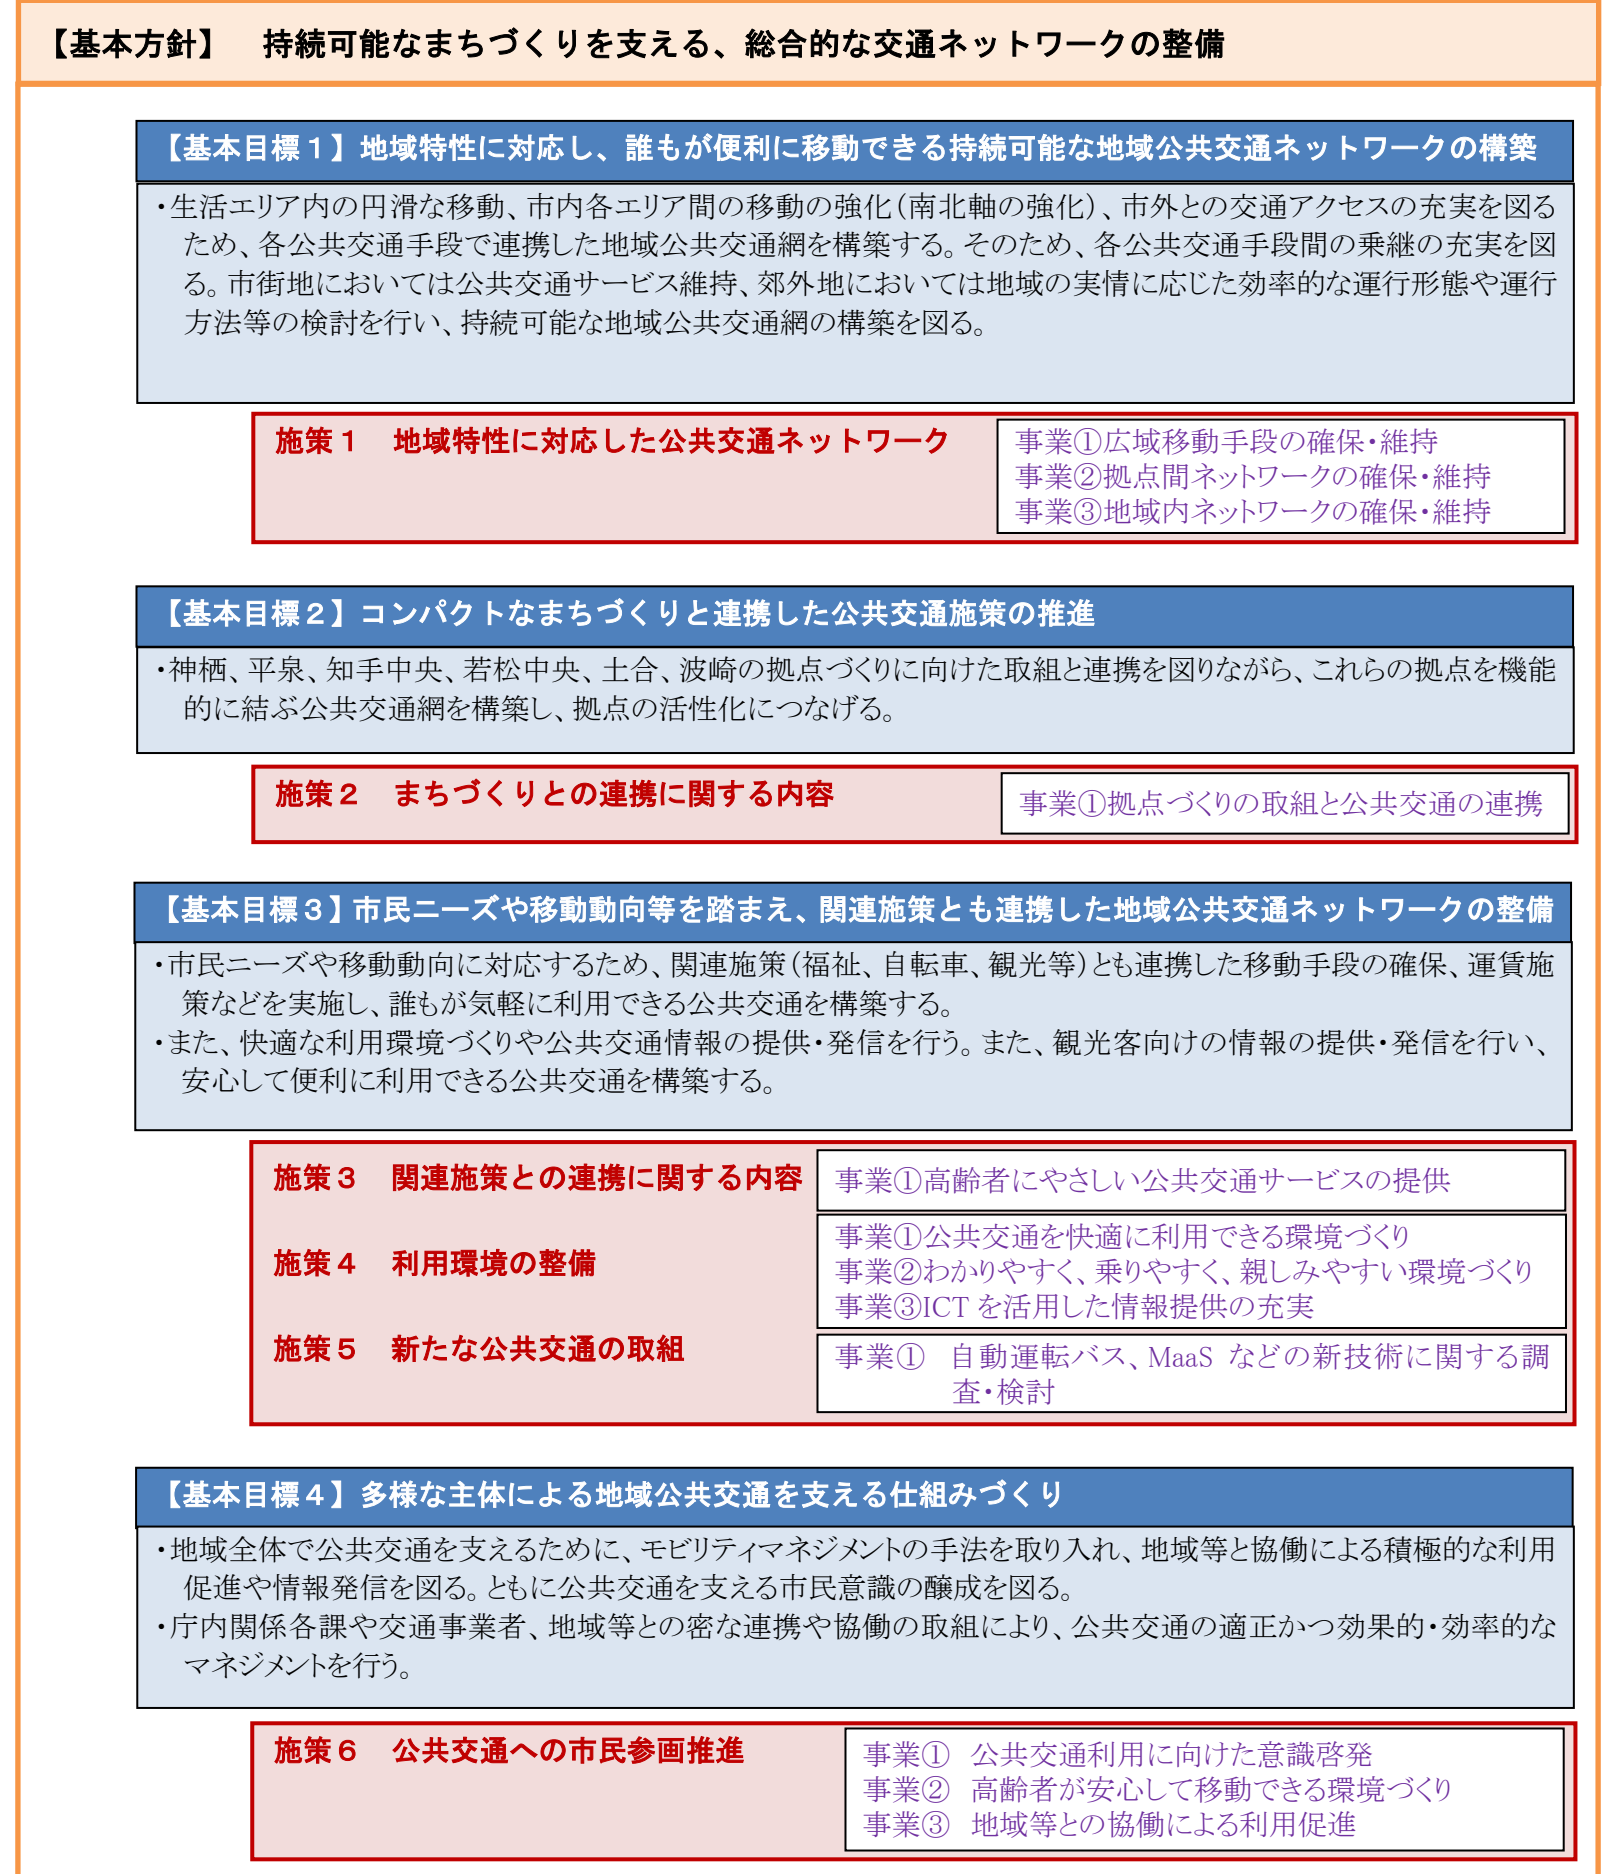 【基本方針】　持続可能なまちづくりを支える、総合的な交通ネットワークの整備
【基本目標１】地域特性に対応し、誰もが便利に移動できる持続可能な地域公共交通ネットワークの構築
・生活エリア内の円滑な移動、市内各エリア間の移動の強化（南北軸の強化）、市外との交通アクセスの充実を図る
ため、各公共交通手段で連携した地域公共交通網を構築する。そのため、各公共交通手段間の乗継の充実を図
る。市街地においては公共交通サービス維持、郊外地においては地域の実情に応じた効率的な運行形態や運行
方法等の検討を行い、持続可能な地域公共交通網の構築を図る。
施策１　地域特性に対応した公共交通ネットワーク
事業①広域移動手段の確保・維持
事業②拠点間ネットワークの確保・維持
事業③地域内ネットワークの確保・維持
【基本目標２】コンパクトなまちづくりと連携した公共交通施策の推進
・神栖、平泉、知手中央、若松中央、土合、波崎の拠点づくりに向けた取組と連携を図りながら、これらの拠点を機能
的に結ぶ公共交通網を構築し、拠点の活性化につなげる。
施策２　まちづくりとの連携に関する内容
事業①拠点づくりの取組と公共交通の連携
【基本目標３】市民ニーズや移動動向等を踏まえ、関連施策とも連携した地域公共交通ネットワークの整備
・市民ニーズや移動動向に対応するため、関連施策（福祉、自転車、観光等）とも連携した移動手段の確保、運賃施
策などを実施し、誰もが気軽に利用できる公共交通を構築する。
・また、快適な利用環境づくりや公共交通情報の提供・発信を行う。また、観光客向けの情報の提供・発信を行い、
安心して便利に利用できる公共交通を構築する。
施策３　関連施策との連携に関する内容
事業①高齢者にやさしい公共交通サービスの提供
施策４　利用環境の整備
事業①公共交通を快適に利用できる環境づくり
事業②わかりやすく、乗りやすく、親しみやすい環境づくり
事業③ICT を活用した情報提供の充実
施策５　新たな公共交通の取組
事業①　自動運転バス、MaaS などの新技術に関する調
査・検討
【基本目標４】多様な主体による地域公共交通を支える仕組みづくり
・地域全体で公共交通を支えるために、モビリティマネジメントの手法を取り入れ、地域等と協働による積極的な利用
促進や情報発信を図る。ともに公共交通を支える市民意識の醸成を図る。
・庁内関係各課や交通事業者、地域等との密な連携や協働の取組により、公共交通の適正かつ効果的・効率的な
マネジメントを行う。
施策６　公共交通への市民参画推進
事業①　公共交通利用に向けた意識啓発
事業②　高齢者が安心して移動できる環境づくり
事業③　地域等との協働による利用促進